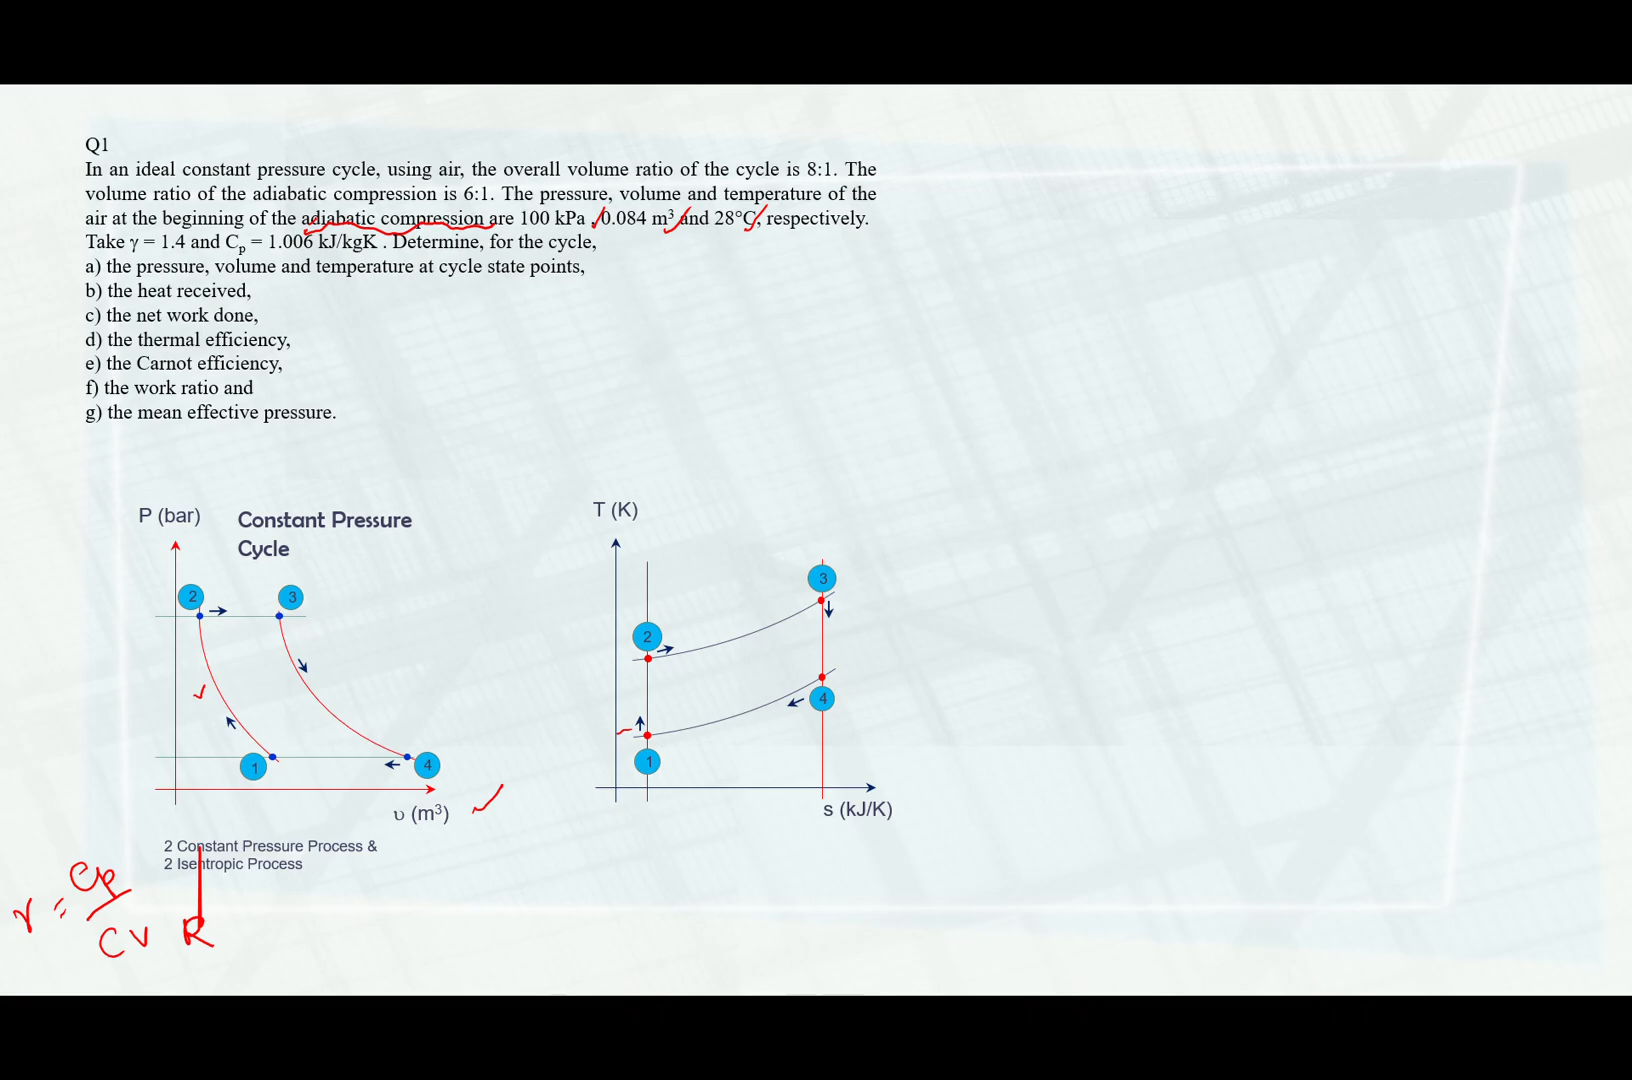 Q1
In an ideal constant pressure cycle, using air, the overall volume ratio of the cycle is 8:1. The
volume ratio of the adiabatic compression is 6:1. The pressure, volume and temperature of the
air at the beginning of the adiabatic compression are 100 kPa , 0.084 m³ and 28°C, respectively.
Take γ = 1.4 and Cp = 1.006 kJ/kgK . Determine, for the cycle,
a) the pressure, volume and temperature at cycle state points,
b) the heat received,
c) the net work done,
d) the thermal efficiency,
e) the Carnot efficiency,
f) the work ratio and
g) the mean effective pressure.
P (bar)
Constant Pressure
Cycle
2
3
1
4
υ (m³)
2 Constant Pressure Process &
2 Isentropic Process
T (K)
3
2
4
1
s (kJ/K)
γ = Cp
Cv R